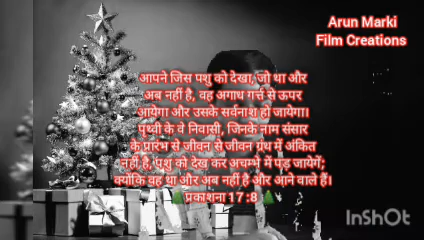 Arun Marki
Film Creations
आपने जिस पशु को देखा, जो था और
अब नहीं है, वह अगाध गर्त्त से ऊपर
आयेगा और उसके सर्वनाश हो जायेगा।
पृथ्वी के वे निवासी, जिनके नाम संसार
के प्रारंभ से जीवन से जीवन ग्रंथ में अंकित
नहीं है, पशु को देख कर अचम्भे में पड़ जायेगें;
क्योंकि वह था और अब नहीं है और आने वाले हैं।
🌲प्रकाशना 17 :8 🌲
InShOt